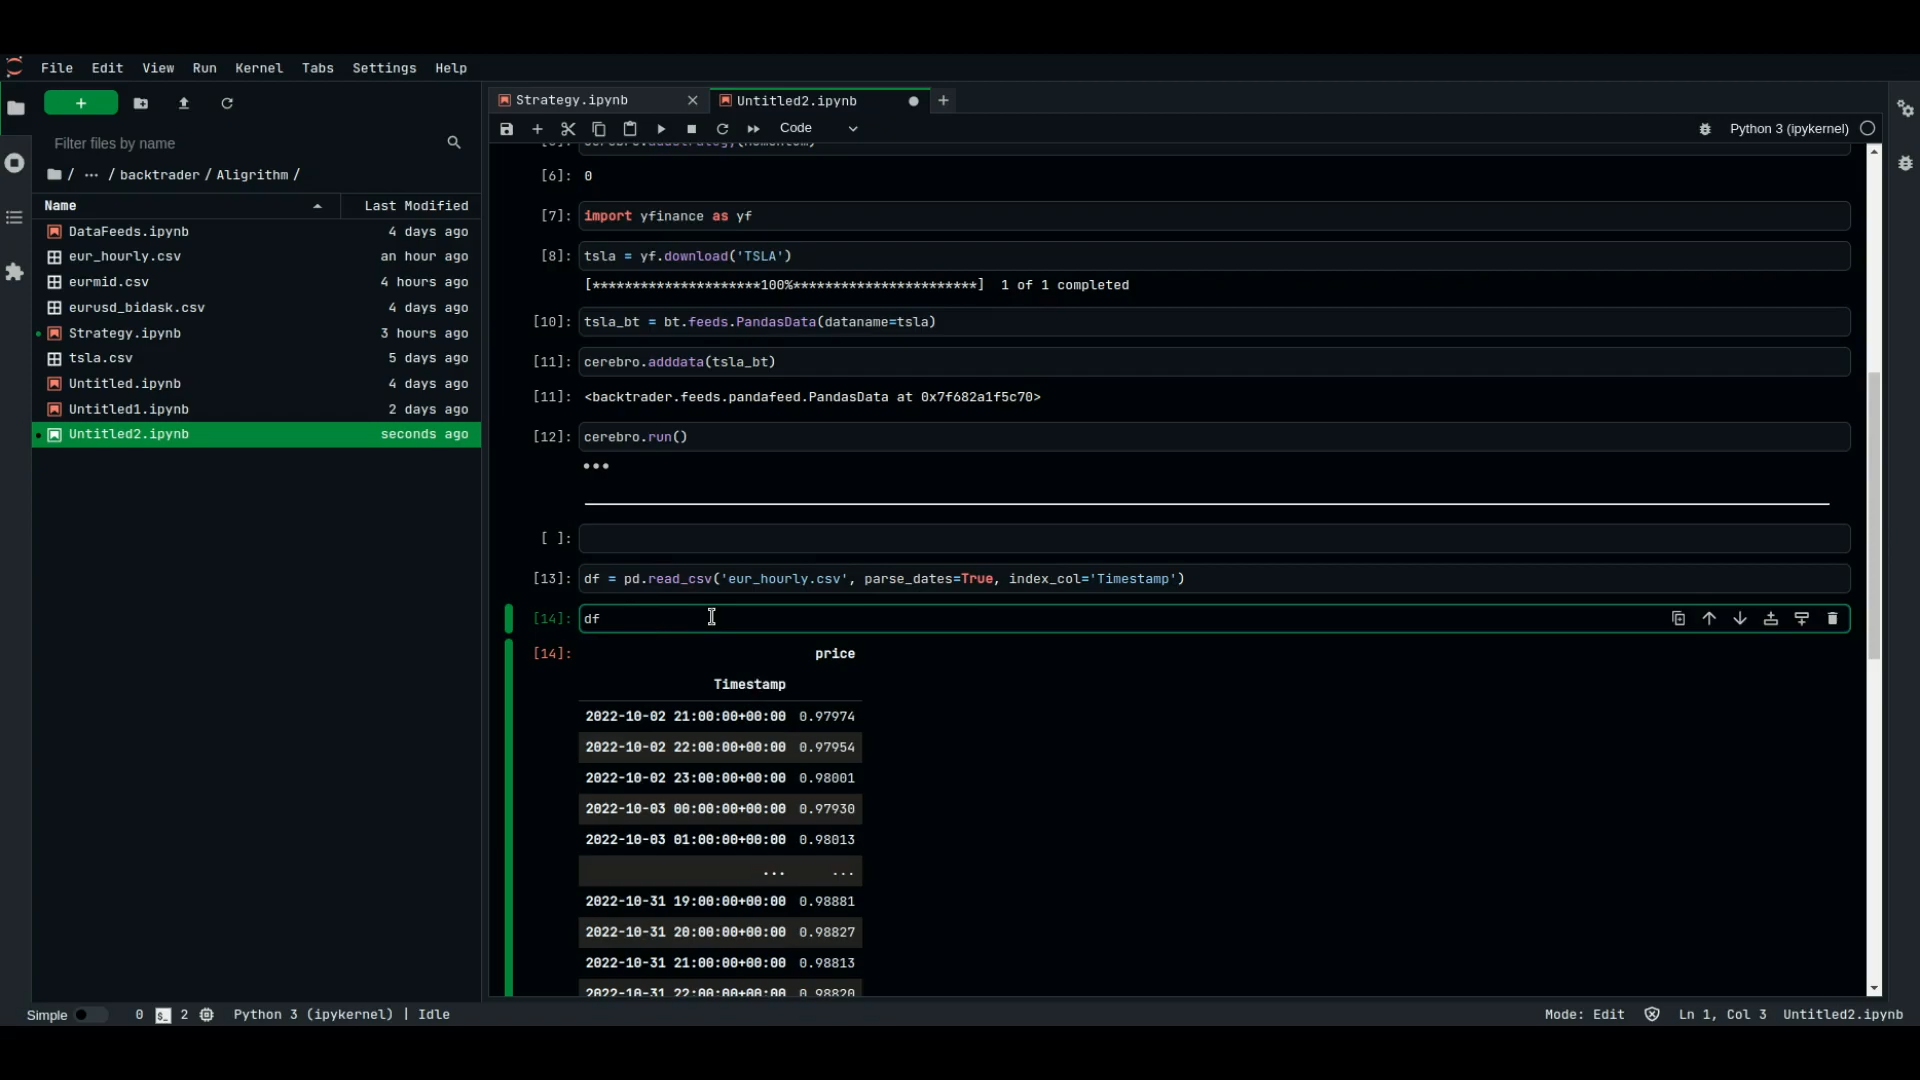 File Edit View Run Kernel Tabs Settings Help
Filter files by name
/ ... / backtrader / Aligrithm /
Name Last Modified
DataFeeds.ipynb 4 days ago
eur_hourly.csv an hour ago
eurmid.csv 4 hours ago
eurusd_bidask.csv 4 days ago
Strategy.ipynb 3 hours ago
tsla.csv 5 days ago
Untitled.ipynb 4 days ago
Untitled1.ipynb 2 days ago
Untitled2.ipynb seconds ago
Strategy.ipynb Untitled2.ipynb
Code Python 3 (ipykernel)
[6]: 0
[7]: import yfinance as yf
[8]: tsla = yf.download('TSLA')
[*********************100%***********************] 1 of 1 completed
[10]: tsla_bt = bt.feeds.PandasData(dataname=tsla)
[11]: cerebro.adddata(tsla_bt)
[11]: <backtrader.feeds.pandafeed.PandasData at 0x7f682a1f5c70>
[12]: cerebro.run()
[ ]:
[13]: df = pd.read_csv('eur_hourly.csv', parse_dates=True, index_col='Timestamp')
[14]: df
[14]: price
Timestamp
2022-10-02 21:00:00+00:00 0.97974
2022-10-02 22:00:00+00:00 0.97954
2022-10-02 23:00:00+00:00 0.98001
2022-10-03 00:00:00+00:00 0.97930
2022-10-03 01:00:00+00:00 0.98013
... ...
2022-10-31 19:00:00+00:00 0.98881
2022-10-31 20:00:00+00:00 0.98827
2022-10-31 21:00:00+00:00 0.98813
2022-10-31 22:00:00+00:00 0.98820
Simple 0 2 Python 3 (ipykernel) | Idle Mode: Edit Ln 1, Col 3 Untitled2.ipynb